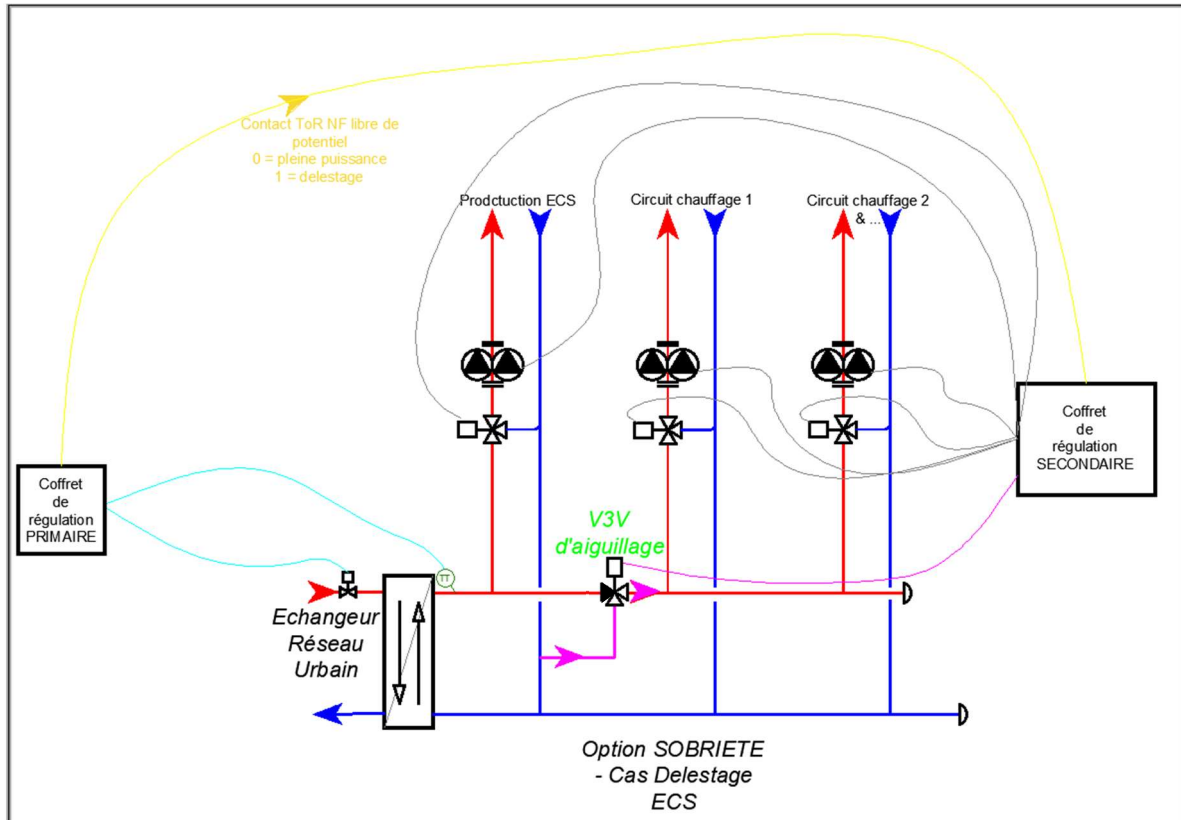 Contact ToR NF libre de
potentiel
0 = pleine puissance
1 = delestage
Prodctuction ECS
Circuit chauffage 1
Circuit chauffage 2
& ...
Coffret
de
régulation
PRIMAIRE
Coffret
de
régulation
SECONDAIRE
V3V
d'aiguillage
TT
Echangeur
Réseau
Urbain
Option SOBRIETE
- Cas Delestage
ECS